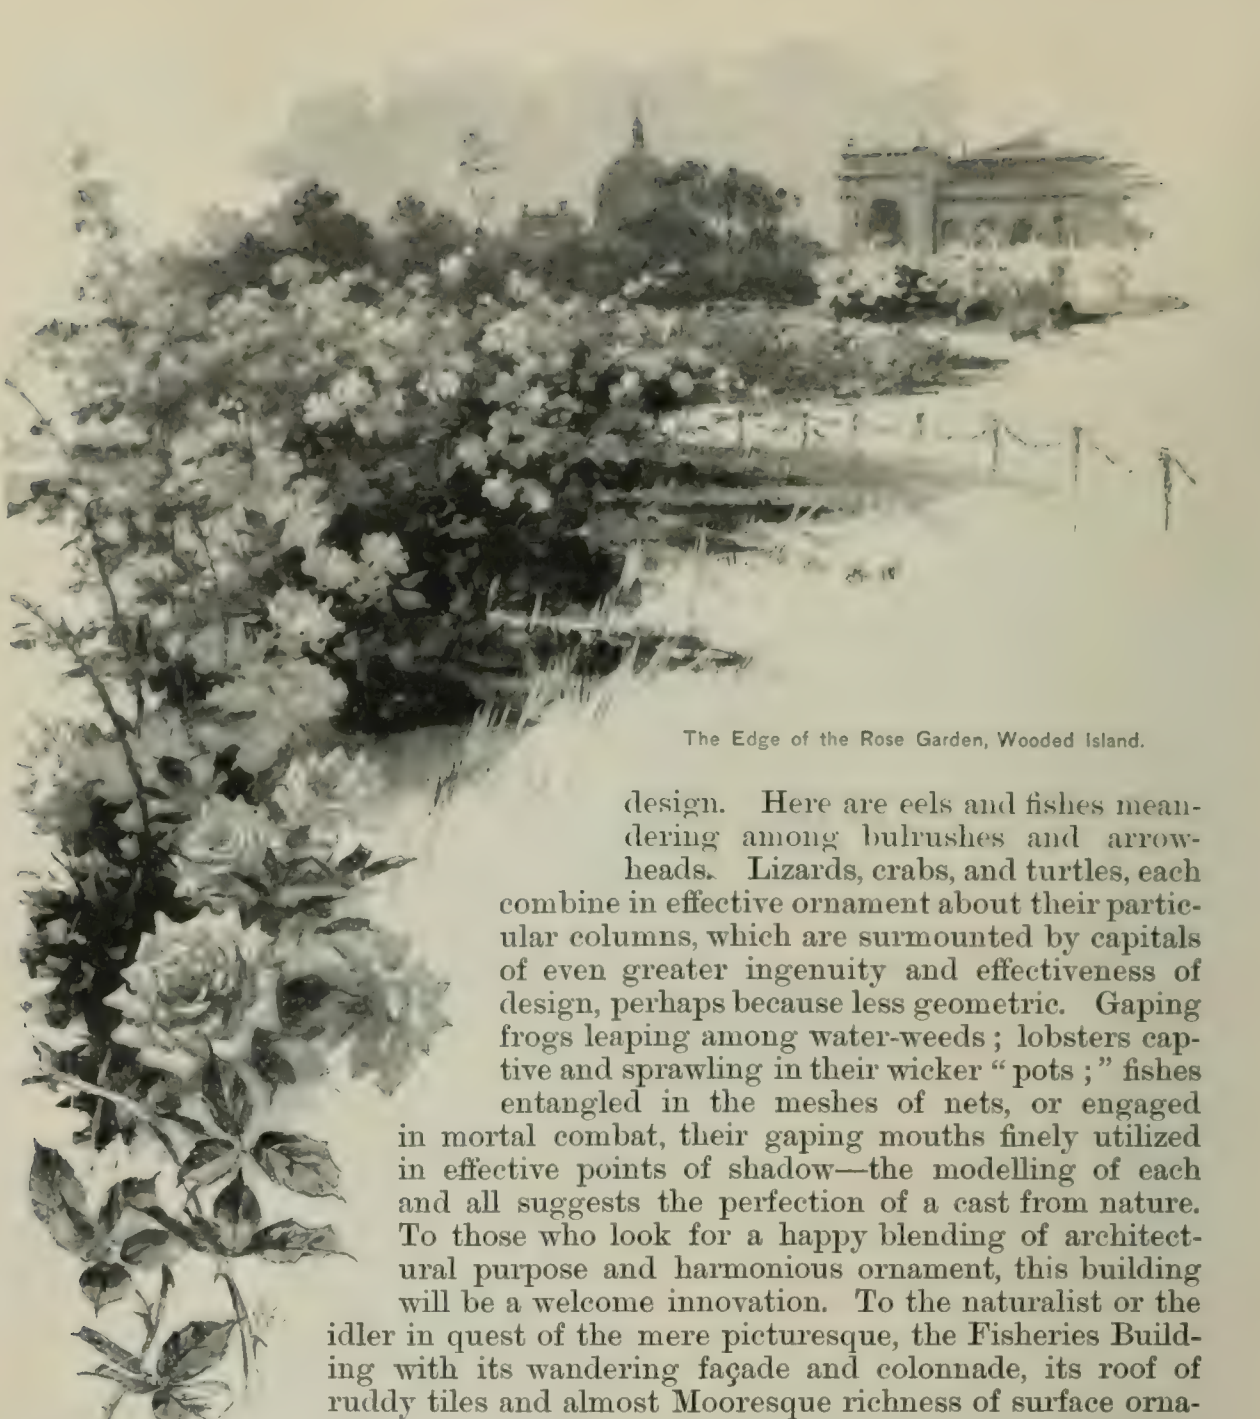 The Edge of the Rose Garden, Wooded Island.
design. Here are eels and fishes mean-
dering among bulrushes and arrow-
heads. Lizards, crabs, and turtles, each
combine in effective ornament about their partic-
ular columns, which are surmounted by capitals
of even greater ingenuity and effectiveness of
design, perhaps because less geometric. Gaping
frogs leaping among water-weeds ; lobsters cap-
tive and sprawling in their wicker “ pots ; ” fishes
entangled in the meshes of nets, or engaged
in mortal combat, their gaping mouths finely utilized
in effective points of shadow—the modelling of each
and all suggests the perfection of a cast from nature.
To those who look for a happy blending of architect-
ural purpose and harmonious ornament, this building
will be a welcome innovation. To the naturalist or the
idler in quest of the mere picturesque, the Fisheries Build-
ing with its wandering façade and colonnade, its roof of
ruddy tiles and almost Mooresque richness of surface orna-